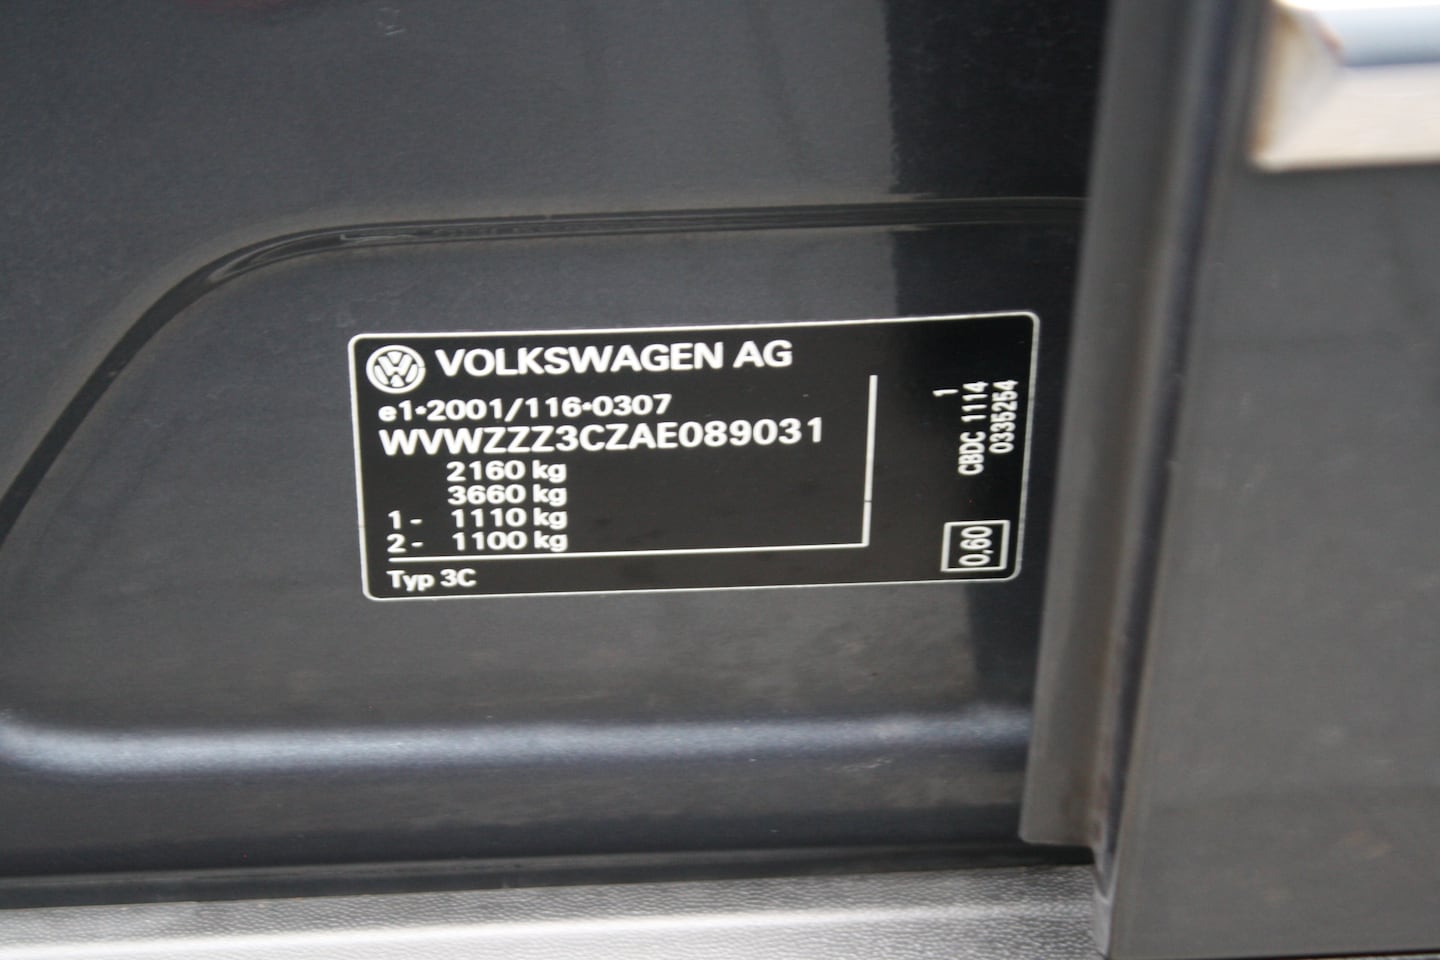 VOLKSWAGEN AG
e1*2001/116*0307
WVWZZZ3CZAE089031
2160 kg
3660 kg
1- 1110 kg
2- 1100 kg
Typ 3C
1
CBDC 1114
0335254
0,60